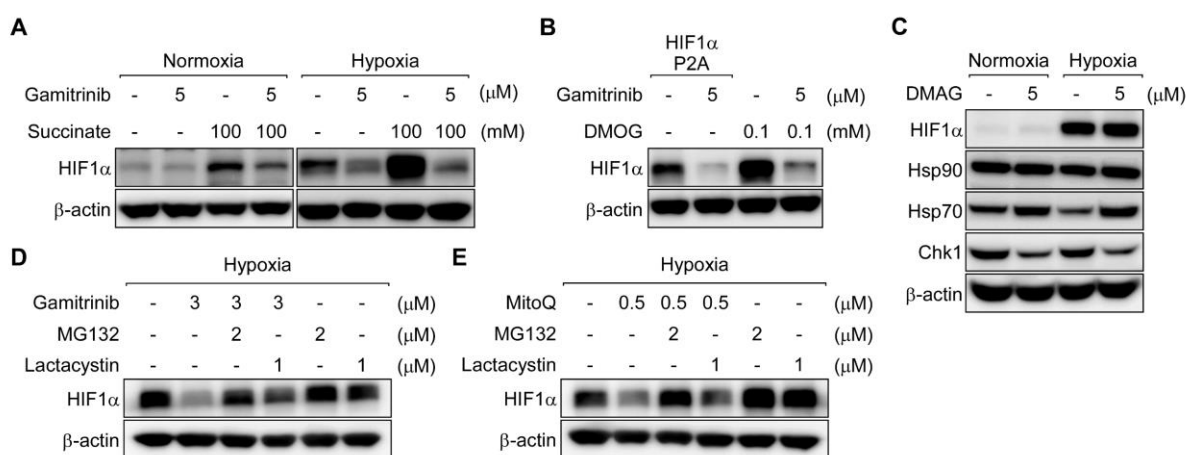 A
Normoxia Hypoxia
Gamitrinib - 5 - 5 - 5 - 5 (μM)
Succinate - - 100 100 - - 100 100 (mM)
HIF1α
β-actin
B
HIF1α
P2A
Gamitrinib - 5 - 5 (μM)
DMOG - - 0.1 0.1 (mM)
HIF1α
β-actin
C
Normoxia Hypoxia
DMAG - 5 - 5 (μM)
HIF1α
Hsp90
Hsp70
Chk1
β-actin
D
Hypoxia
Gamitrinib - 3 3 3 - - (μM)
MG132 - - 2 - 2 - (μM)
Lactacystin - - - 1 - 1 (μM)
HIF1α
β-actin
E
Hypoxia
MitoQ - 0.5 0.5 0.5 - - (μM)
MG132 - - 2 - 2 - (μM)
Lactacystin - - - 1 - 1 (μM)
HIF1α
β-actin